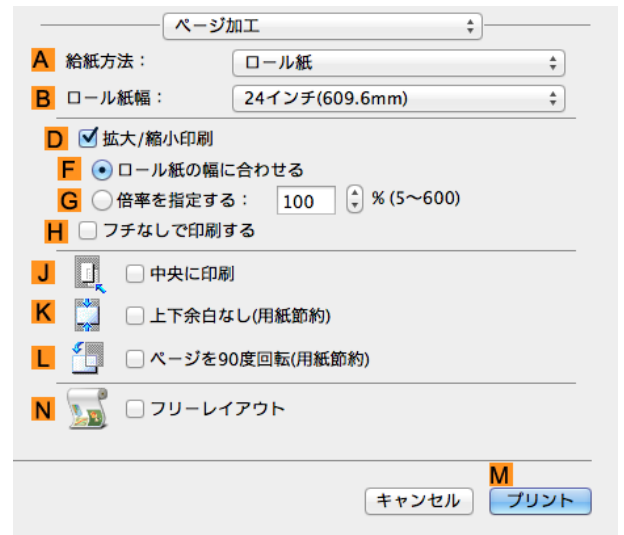 ページ加工
A 給紙方法： ロール紙
B ロール紙幅： 24インチ(609.6mm)
D 拡大/縮小印刷
F ロール紙の幅に合わせる
G 倍率を指定する： 100 % (5〜600)
H フチなしで印刷する
J 中央に印刷
K 上下余白なし(用紙節約)
L ページを90度回転(用紙節約)
N フリーレイアウト
M
キャンセル プリント